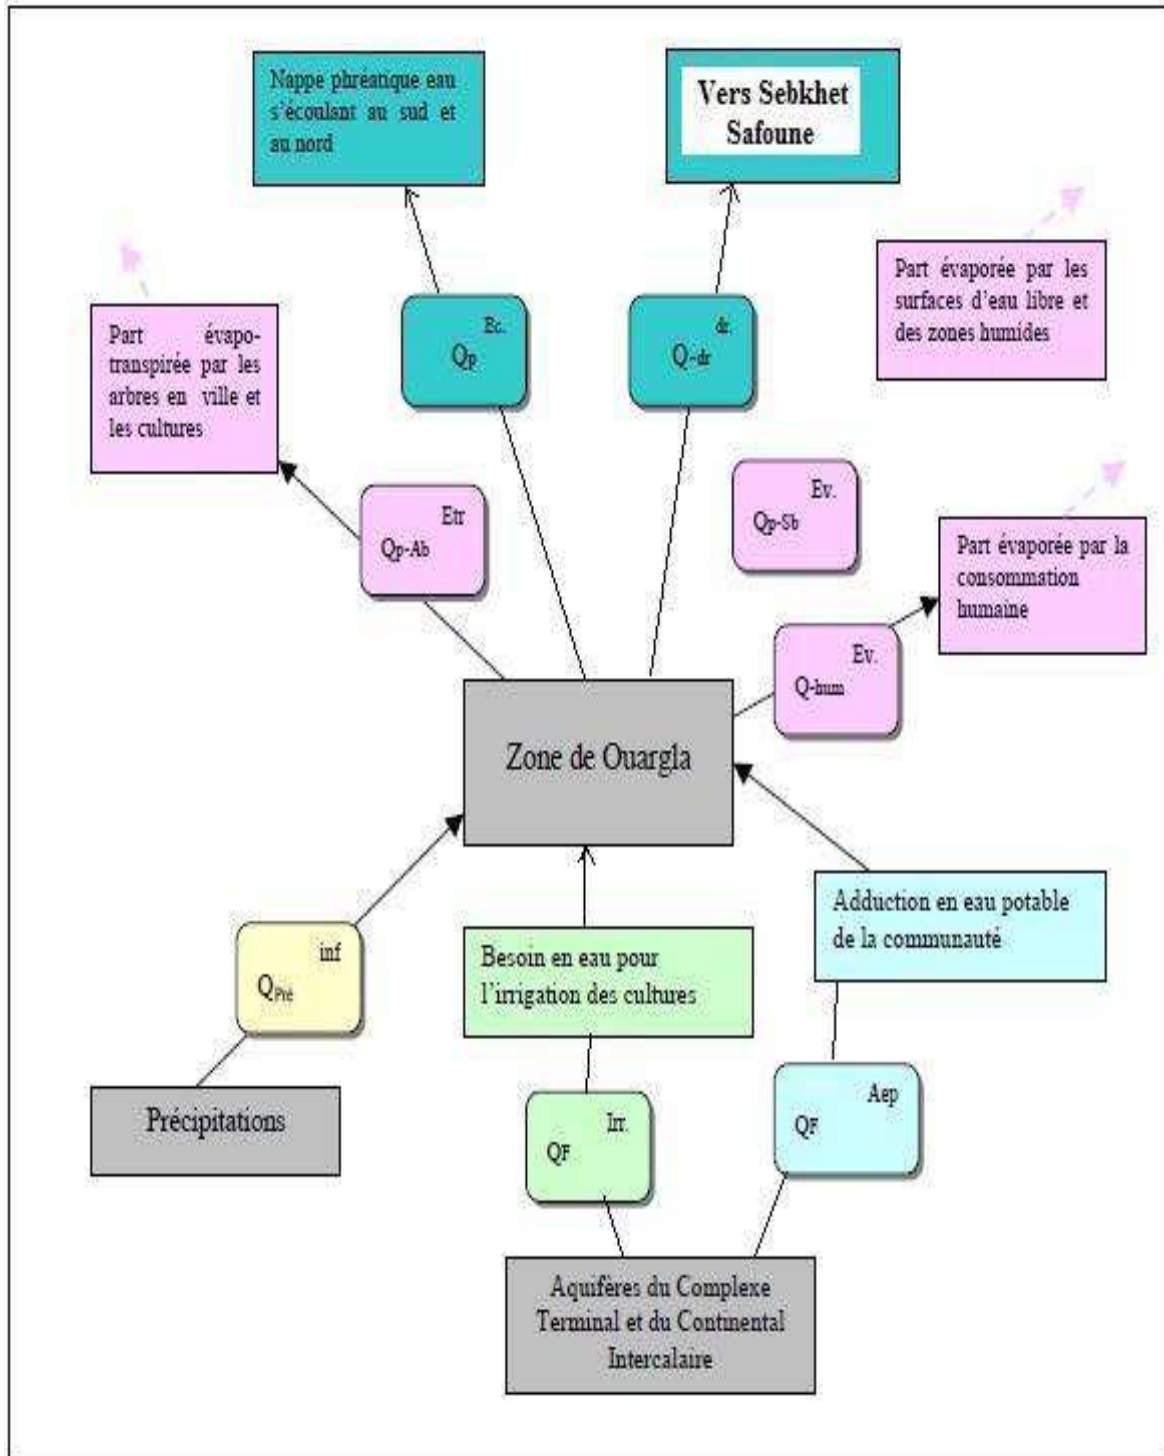 Nappe phréatique eau
s'écoulant au sud et
au nord
Vers Sebkhet
Safoune
Part évaporée par les
surfaces d'eau libre et
des zones humides
Part évapo-
transpirée par les
arbres en ville et
les cultures
Ec.
Qp
dr.
Q-dr
Ev.
Qp-Sb
Etr
Qp-Ab
Part évaporée par la
consommation
humaine
Ev.
Q-hum
Zone de Ouargla
Adduction en eau potable
de la communauté
inf
QPré
Besoin en eau pour
l'irrigation des cultures
Précipitations
Irr.
QF
Aep
QF
Aquifères du Complexe
Terminal et du Continental
Intercalaire